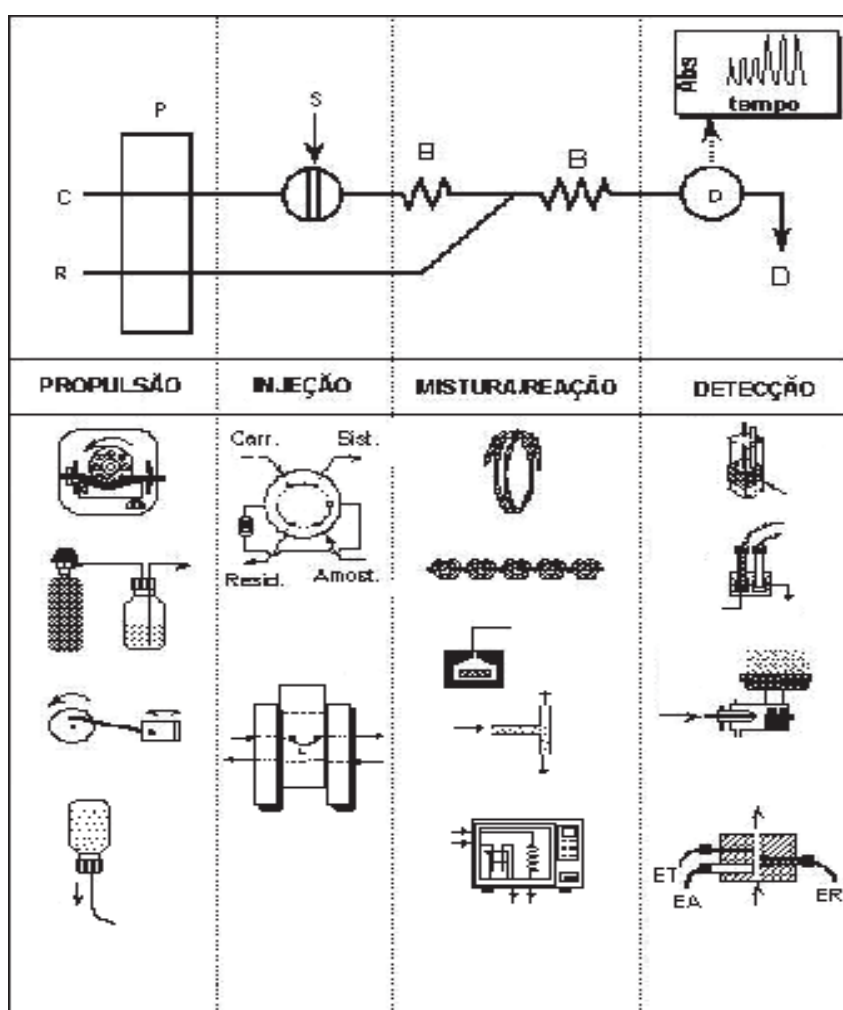 Abs
tempo
P
S
B
B
C
D
R
D
PROPULSÃO
INJEÇÃO
MISTURA/REAÇÃO
DETECÇÃO
Carr.
Sist.
Resid.
Amost.
L
ET
EA
ER